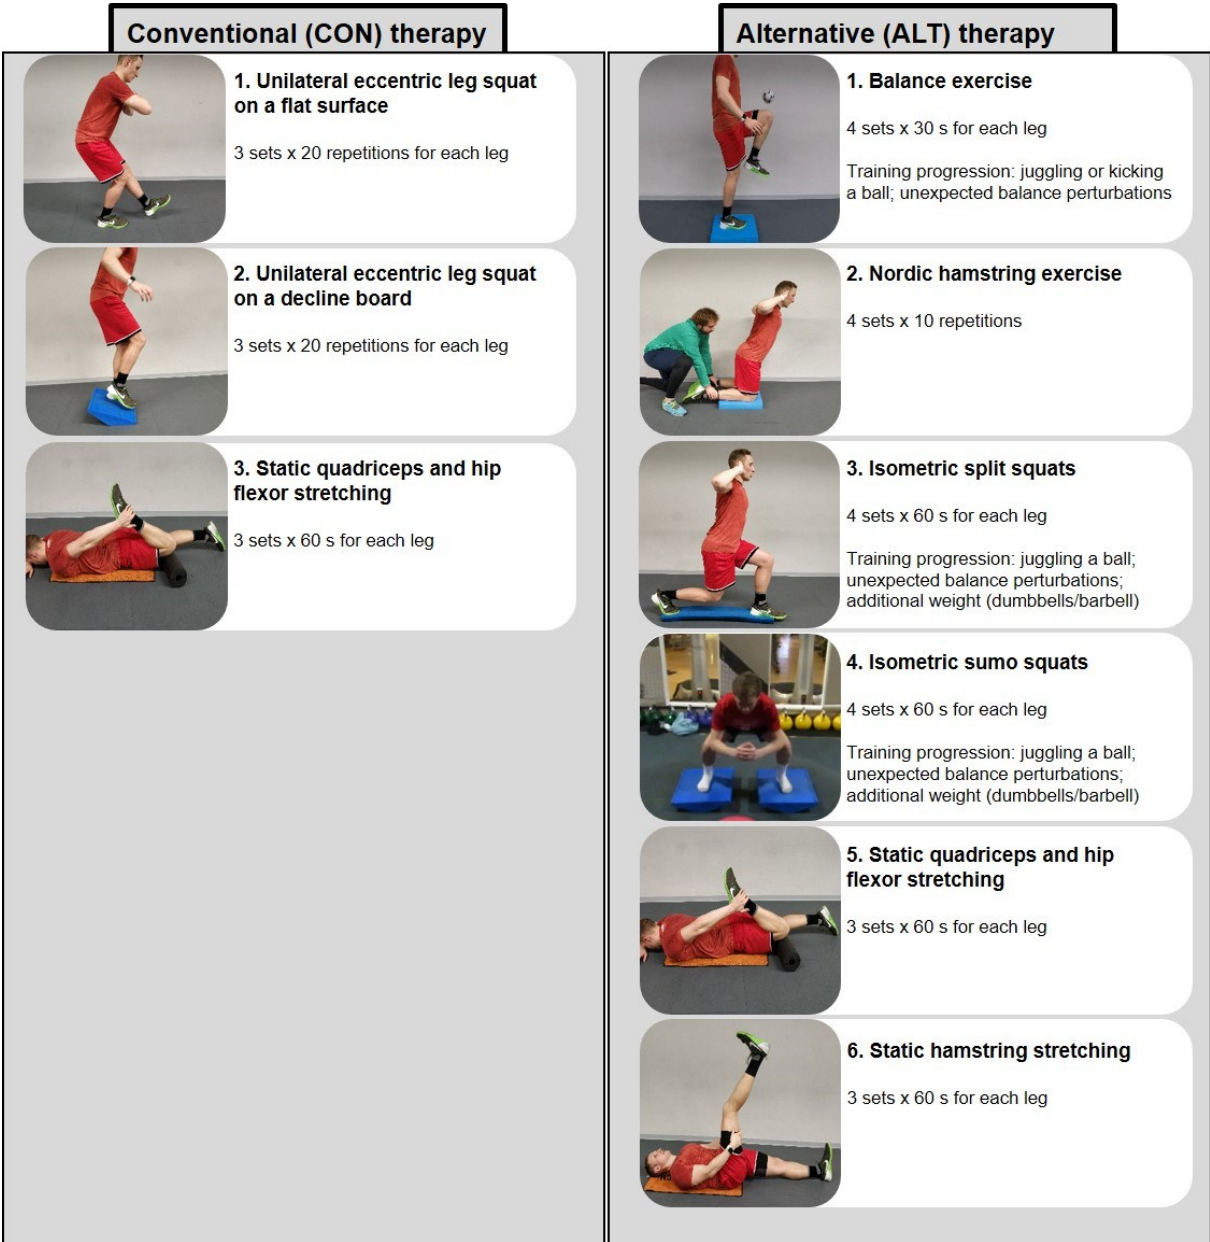 Conventional (CON) therapy
1. Unilateral eccentric leg squat
on a flat surface
3 sets x 20 repetitions for each leg
2. Unilateral eccentric leg squat
on a decline board
3 sets x 20 repetitions for each leg
3. Static quadriceps and hip
flexor stretching
3 sets x 60 s for each leg
Alternative (ALT) therapy
1. Balance exercise
4 sets x 30 s for each leg
Training progression: juggling or kicking
a ball; unexpected balance perturbations
2. Nordic hamstring exercise
4 sets x 10 repetitions
3. Isometric split squats
4 sets x 60 s for each leg
Training progression: juggling a ball;
unexpected balance perturbations;
additional weight (dumbbells/barbell)
4. Isometric sumo squats
4 sets x 60 s for each leg
Training progression: juggling a ball;
unexpected balance perturbations;
additional weight (dumbbells/barbell)
5. Static quadriceps and hip
flexor stretching
3 sets x 60 s for each leg
6. Static hamstring stretching
3 sets x 60 s for each leg